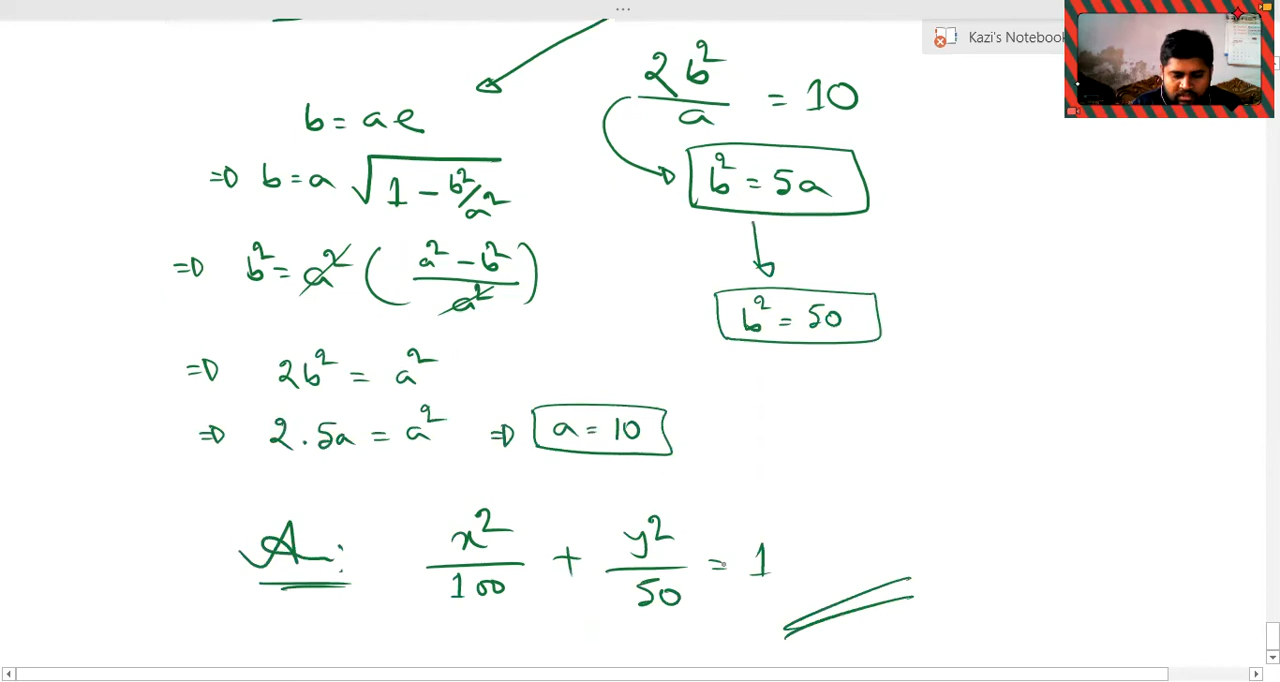 Kazi's Notebook
2b²/a = 10
b = ae
b² = 5a
=> b = a √(1 - b²/a²)
=> b² = a² ( (a² - b²)/a² )
b² = 50
=> 2b² = a²
=> 2 . 5a = a² => a = 10
A: x²/100 + y²/50 = 1